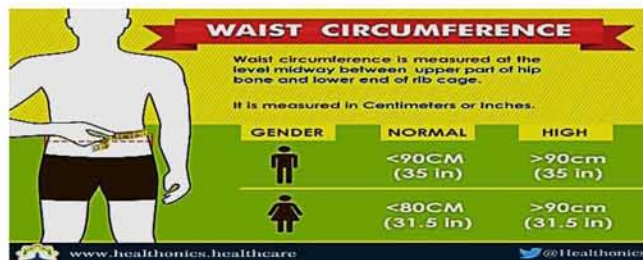 WAIST CIRCUMFERENCE
Waist circumference is measured at the
level midway between upper part of hip
bone and lower end of rib cage.
It is measured in Centimeters or Inches.
GENDER NORMAL HIGH
<90CM >90cm
(35 in) (35 in)
<80CM >90cm
(31.5 in) (31.5 in)
www.healthonics.healthcare @Healthonics